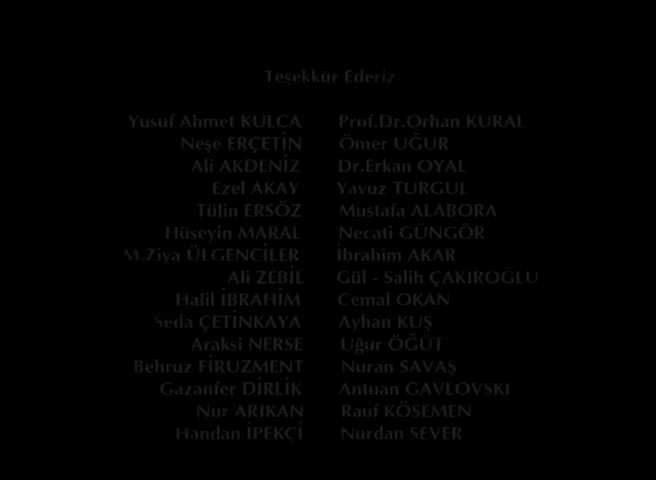 Teşekkür Ederiz
Yusuf Ahmet KULCA Prof.Dr.Orhan KURAL
Neşe ERÇETİN Ömer UĞUR
Ali AKDENİZ Dr.Erkan OYAL
Ezel AKAY Yavuz TURGUL
Tülin ERSÖZ Mustafa ALABORA
Hüseyin MARAL Necati GÜNGÖR
M.Ziya ÜLGENCİLER İbrahim AKAR
Ali ZEBİL Gül - Salih ÇAKIROĞLU
Halil İBRAHİM Cemal OKAN
Seda ÇETİNKAYA Ayhan KUŞ
Araksi NERSE Uğur ÖĞÜT
Behruz FİRUZMENT Nuran SAVAŞ
Gazanfer DİRLİK Antuan GAVLOVSKI
Nur ARIKAN Rauf KÖSEMEN
Handan İPEKÇİ Nurdan SEVER